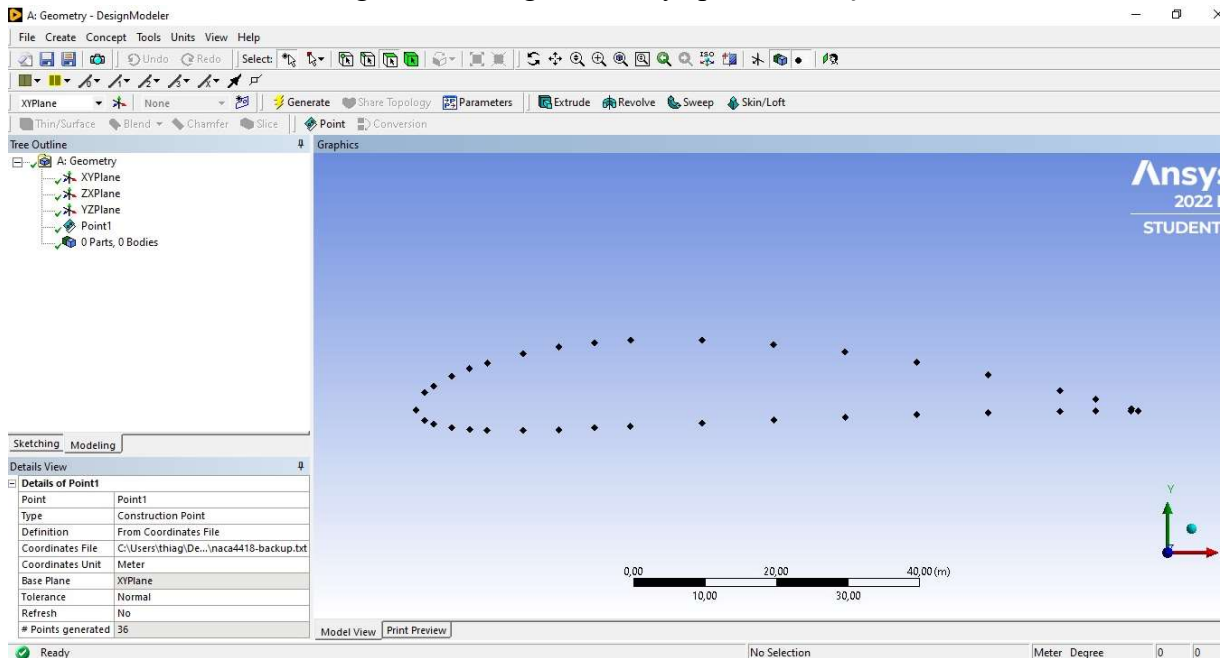 A: Geometry - DesignModeler
File Create Concept Tools Units View Help
Undo Redo Select: ISO
XYPlane None Generate Share Topology Parameters Extrude Revolve Sweep Skin/Loft
Thin/Surface Blend Chamfer Slice Point Conversion
Tree Outline
A: Geometry
XYPlane
ZXPlane
YZPlane
Point1
0 Parts, 0 Bodies
Sketching Modeling
Details View
Details of Point1
Point Point1
Type Construction Point
Definition From Coordinates File
Coordinates File C:\Users\thiag\De...\naca4418-backup.txt
Coordinates Unit Meter
Base Plane XYPlane
Tolerance Normal
Refresh No
# Points generated 36
Graphics
Ansys
2022
STUDENT
Y
0,00 20,00 40,00 (m)
10,00 30,00
Model View Print Preview
Ready No Selection Meter Degree 0 0